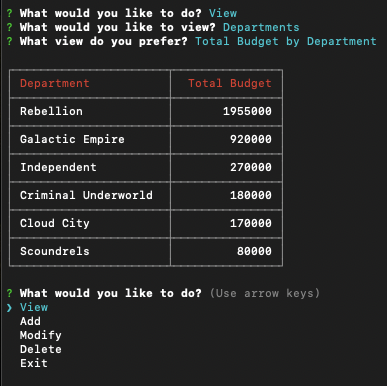 ? What would you like to do? View
? What would you like to view? Departments
? What view do you prefer? Total Budget by Department
Department Total Budget
Rebellion 1955000
Galactic Empire 920000
Independent 270000
Criminal Underworld 180000
Cloud City 170000
Scoundrels 80000
? What would you like to do? (Use arrow keys)
❯ View
Add
Modify
Delete
Exit